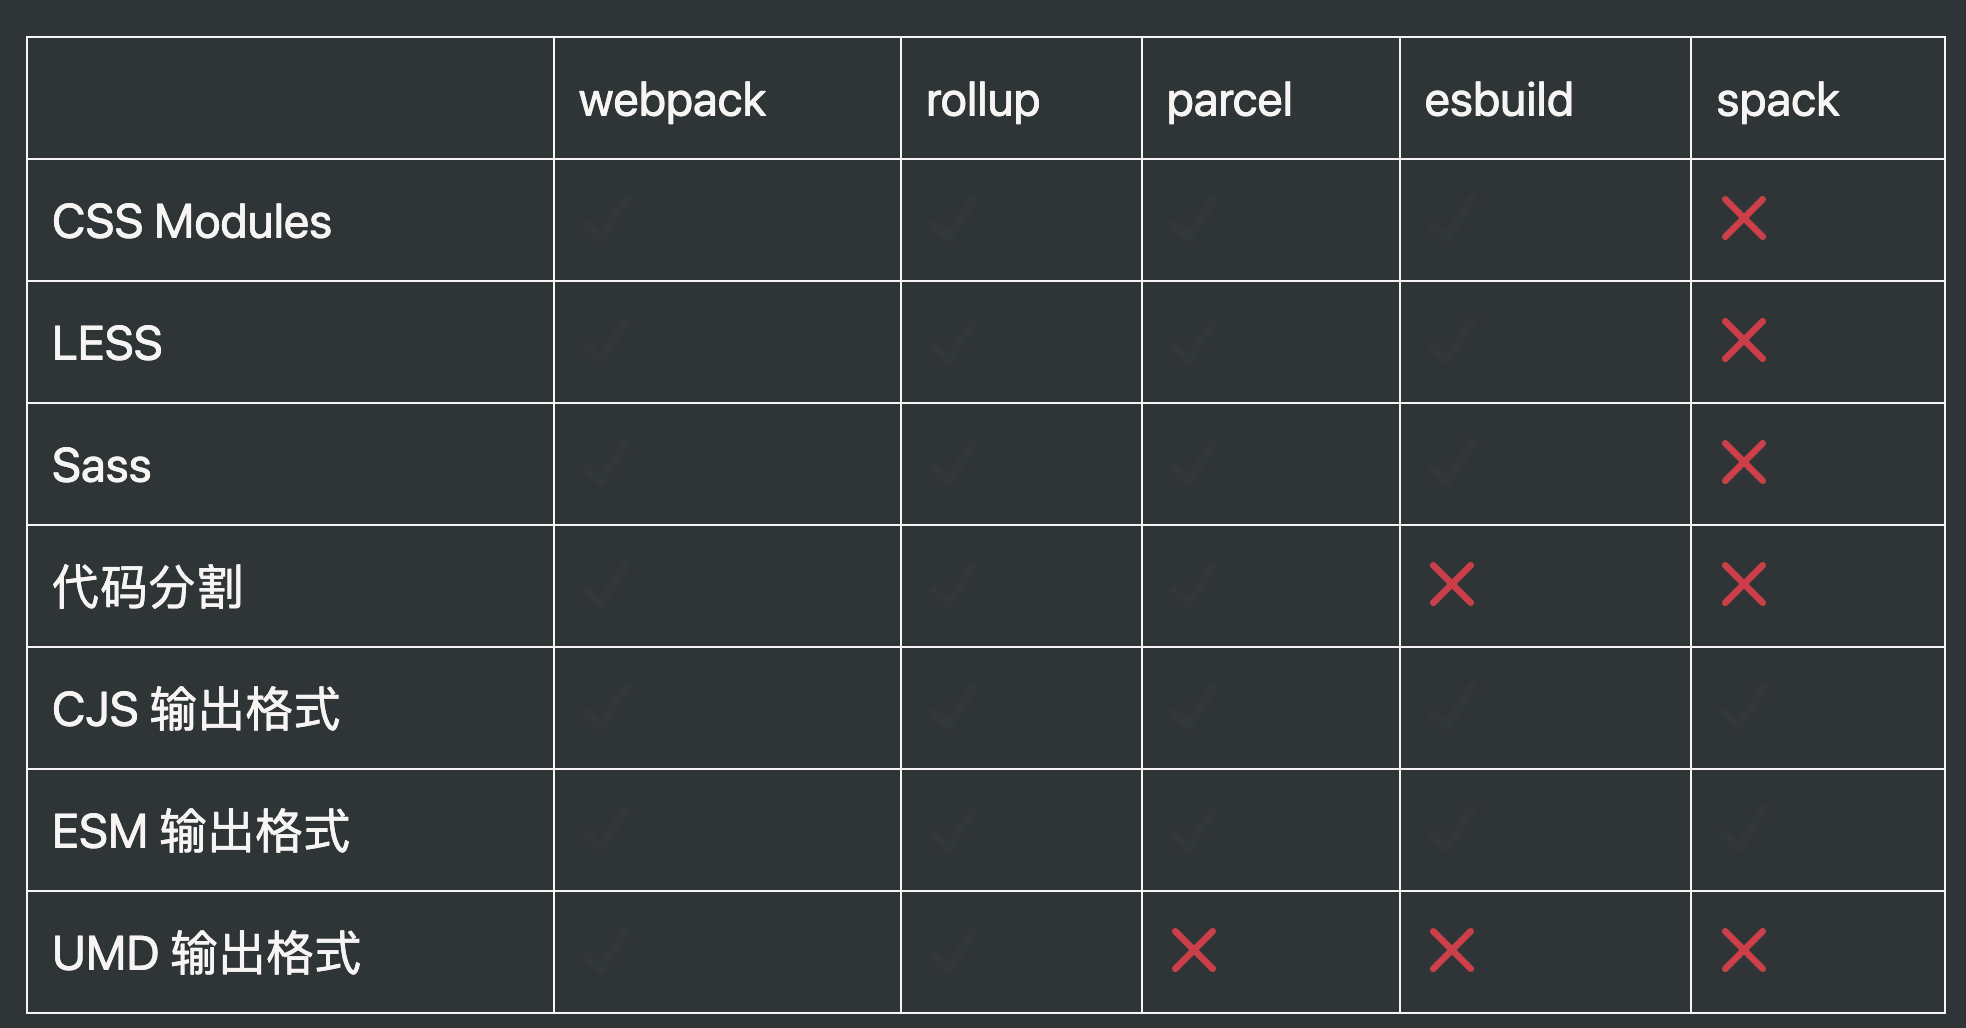 webpack rollup parcel esbuild spack
CSS Modules ✓ ✓ ✓ ✓ ❌
LESS ✓ ✓ ✓ ✓ ❌
Sass ✓ ✓ ✓ ✓ ❌
代码分割 ✓ ✓ ✓ ❌ ❌
CJS 输出格式 ✓ ✓ ✓ ✓ ✓
ESM 输出格式 ✓ ✓ ✓ ✓ ✓
UMD 输出格式 ✓ ✓ ❌ ❌ ❌